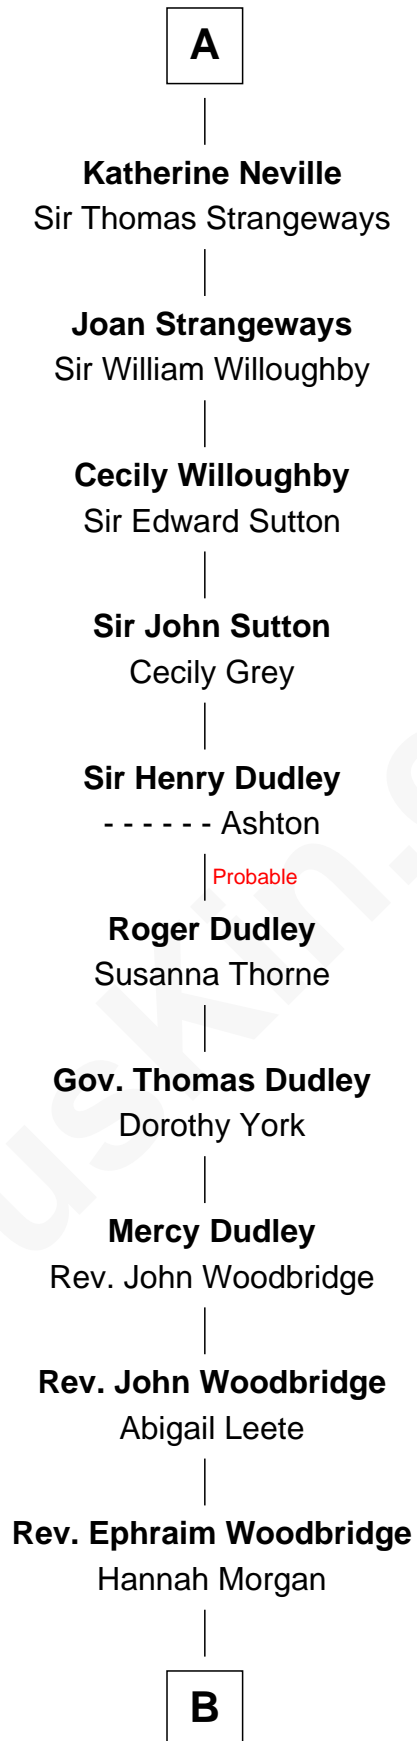 A
Katherine Neville
Sir Thomas Strangeways
Joan Strangeways
Sir William Willoughby
Cecily Willoughby
Sir Edward Sutton
Sir John Sutton
Cecily Grey
Sir Henry Dudley
- - - - - - Ashton
Probable
Roger Dudley
Susanna Thorne
Gov. Thomas Dudley
Dorothy York
Mercy Dudley
Rev. John Woodbridge
Rev. John Woodbridge
Abigail Leete
Rev. Ephraim Woodbridge
Hannah Morgan
B